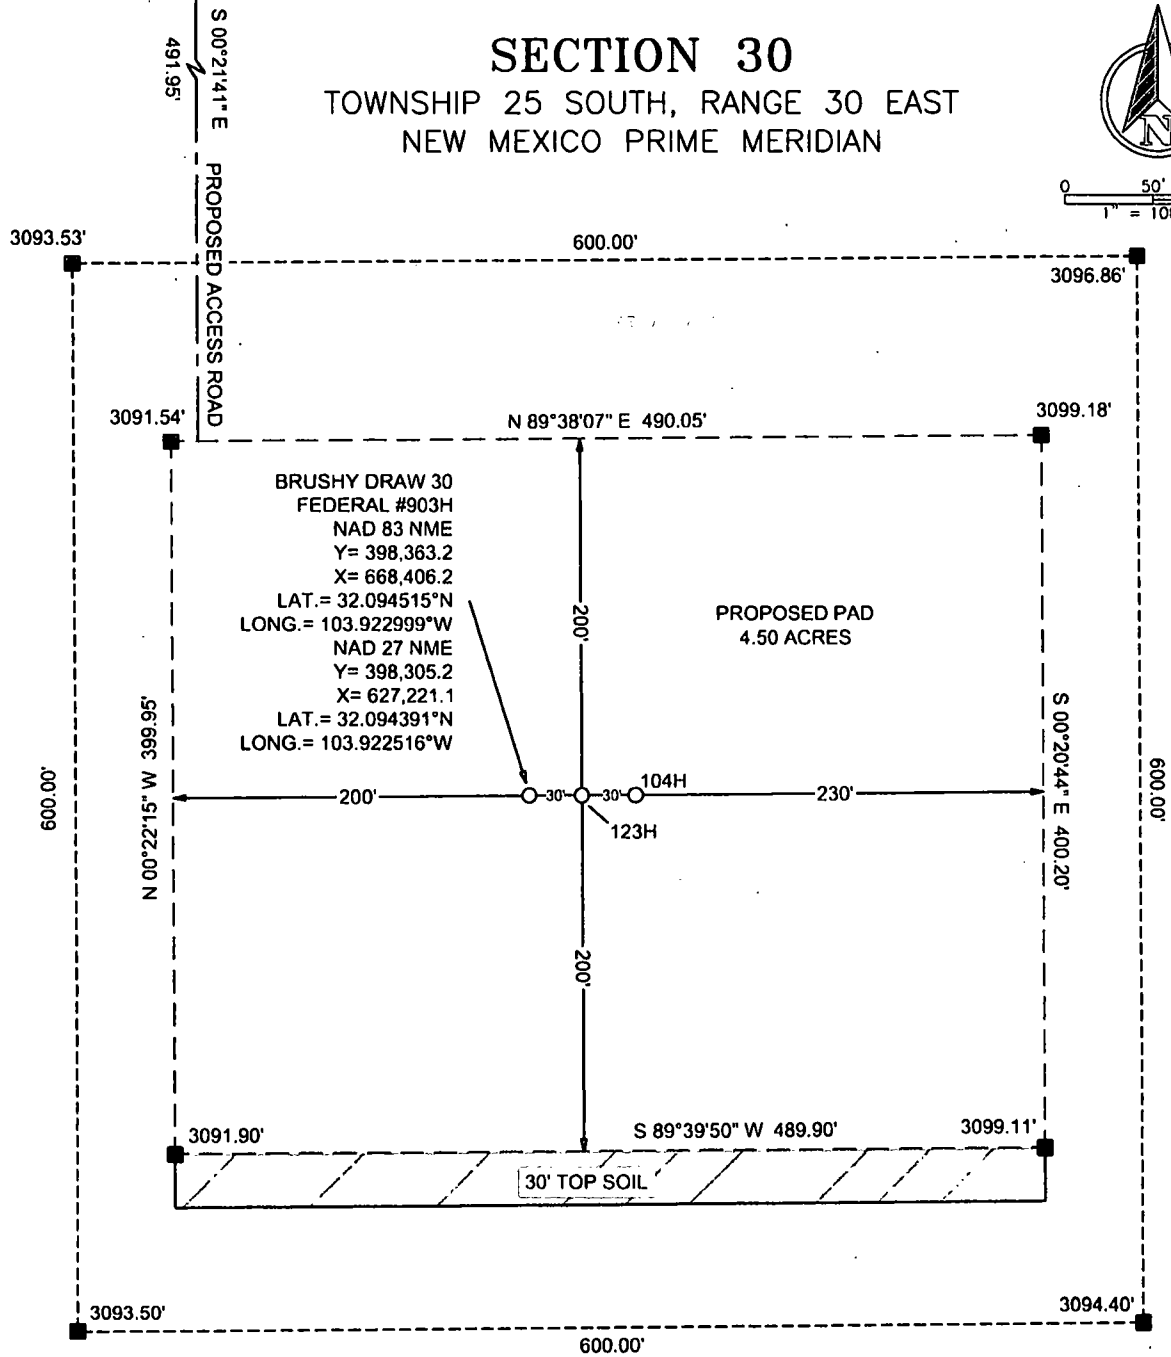 S 00°21'41" E
491.95'
SECTION 30
TOWNSHIP 25 SOUTH, RANGE 30 EAST
NEW MEXICO PRIME MERIDIAN
N
0 50'
1" =
PROPOSED ACCESS ROAD
3093.53'
600.00'
3096.86'
3091.54'
N 89°38'07" E 490.05'
3099.18'
BRUSHY DRAW 30
FEDERAL #903H
NAD 83 NME
Y= 398,363.2
X= 668,406.2
LAT.= 32.094515°N
LONG.= 103.922999°W
NAD 27 NME
Y= 398,305.2
X= 627,221.1
LAT.= 32.094391°N
LONG.= 103.922516°W
200'
PROPOSED PAD
4.50 ACRES
600.00'
N 00°22'15" W 399.95'
200'
30'
30'
104H
230'
123H
S 00°20'44" E 400.20'
600.00'
200'
3091.90'
S 89°39'50" W 489.90'
3099.11'
30' TOP SOIL
3093.50'
600.00'
3094.40'